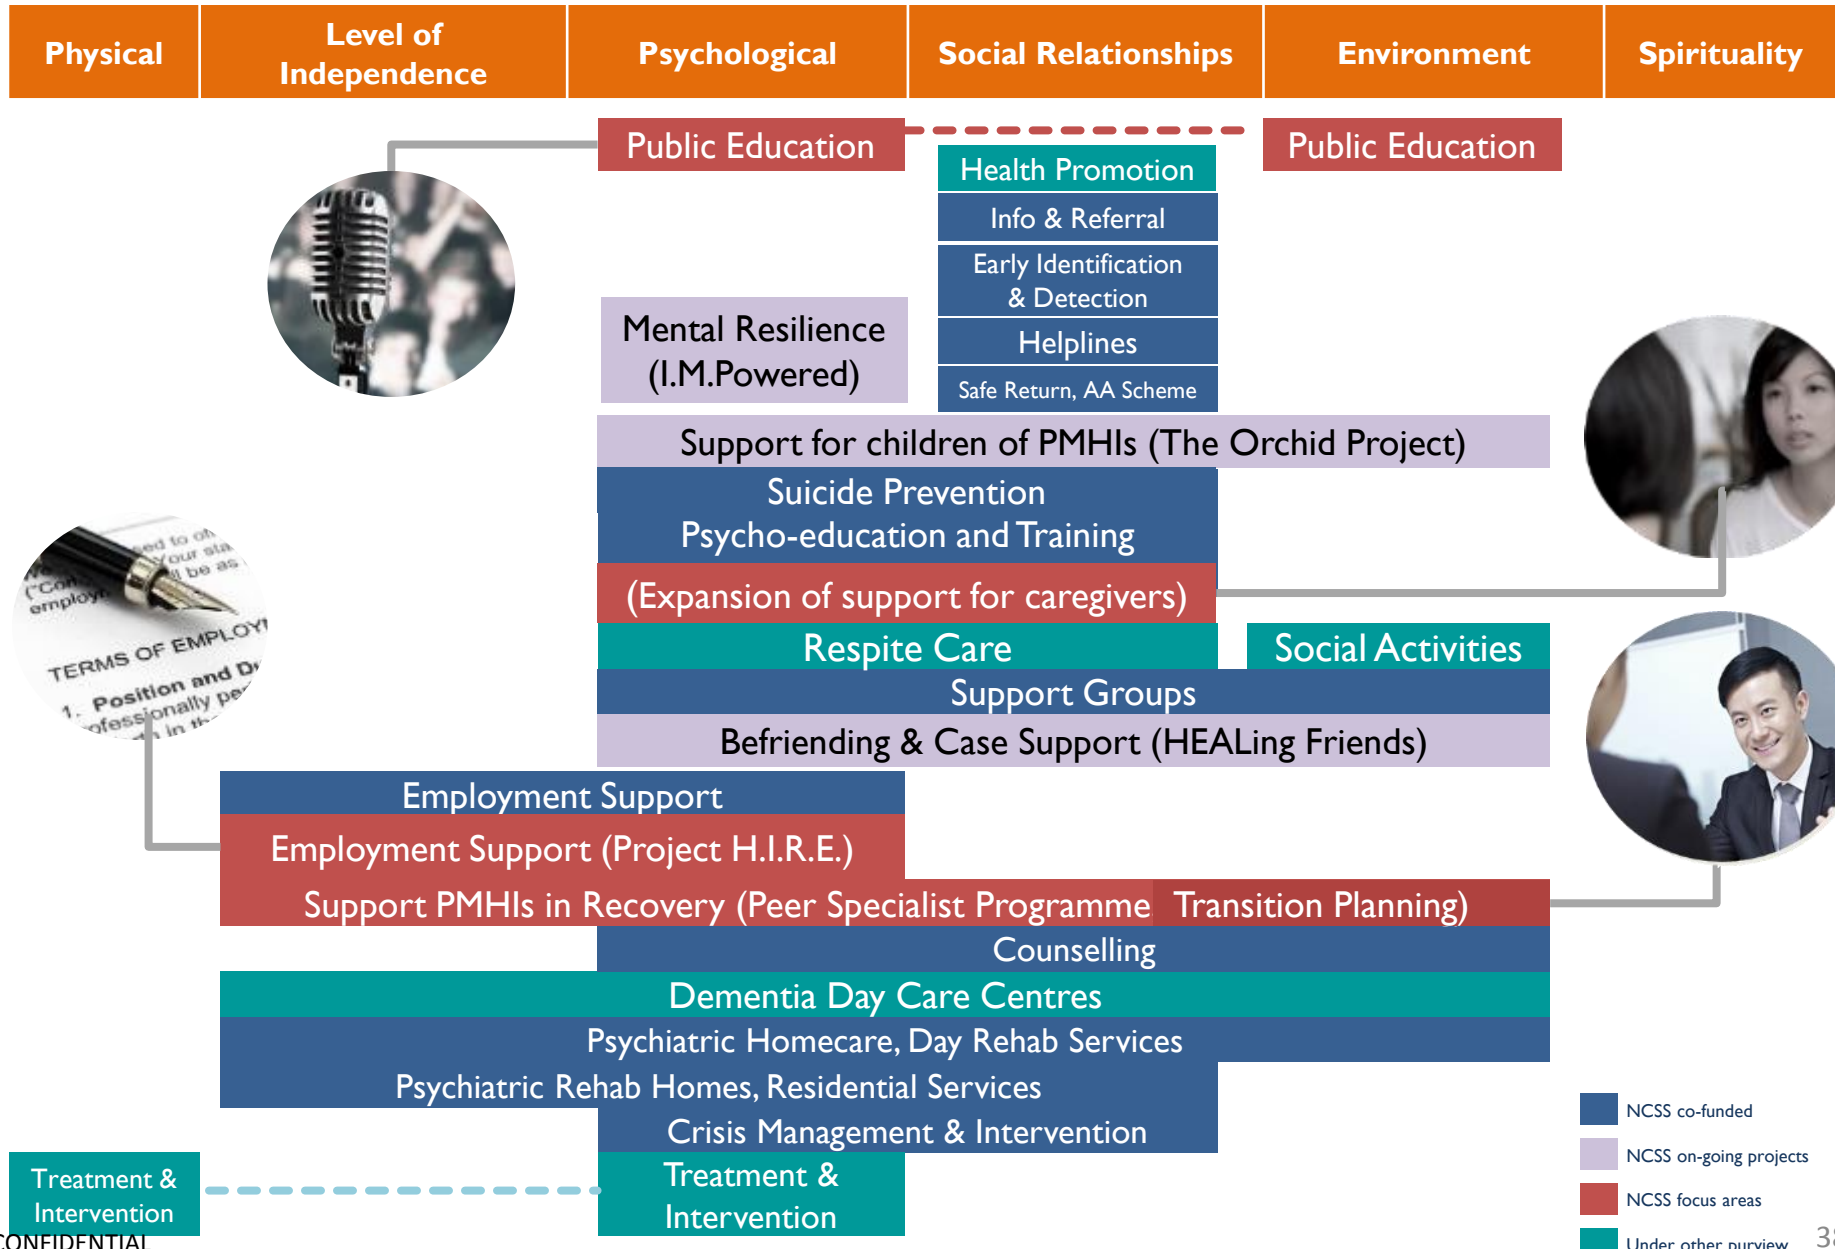 Physical
Level of
Independence
Psychological
Social Relationships
Environment
Spirituality
Public Education
Public Education
Health Promotion
Info & Referral
Early Identification
& Detection
Helplines
Safe Return, AA Scheme
Mental Resilience
(I.M.Powered)
Support for children of PMHIs (The Orchid Project)
Suicide Prevention
Psycho-education and Training
(Expansion of support for caregivers)
Respite Care
Social Activities
Support Groups
Befriending & Case Support (HEALing Friends)
TERMS OF EMPLOY
1. Position and D
Employment Support
Employment Support (Project H.I.R.E.)
Support PMHIs in Recovery (Peer Specialist Programme
Transition Planning)
Counselling
Dementia Day Care Centres
Psychiatric Homecare, Day Rehab Services
Psychiatric Rehab Homes, Residential Services
Crisis Management & Intervention
Treatment &
Intervention
Treatment &
Intervention
NCSS co-funded
NCSS on-going projects
NCSS focus areas
Under other purview
CONFIDENTIAL